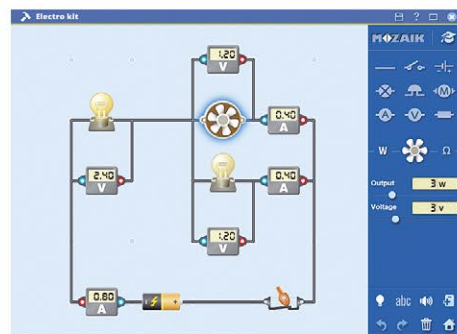 Electro kit
MOZAIK
1.20
V
0.40
A
2.40
V
0.40
A
1.20
V
0.80
A
M
A
V
W
Ω
Output
3 w
Voltage
3 v
abc